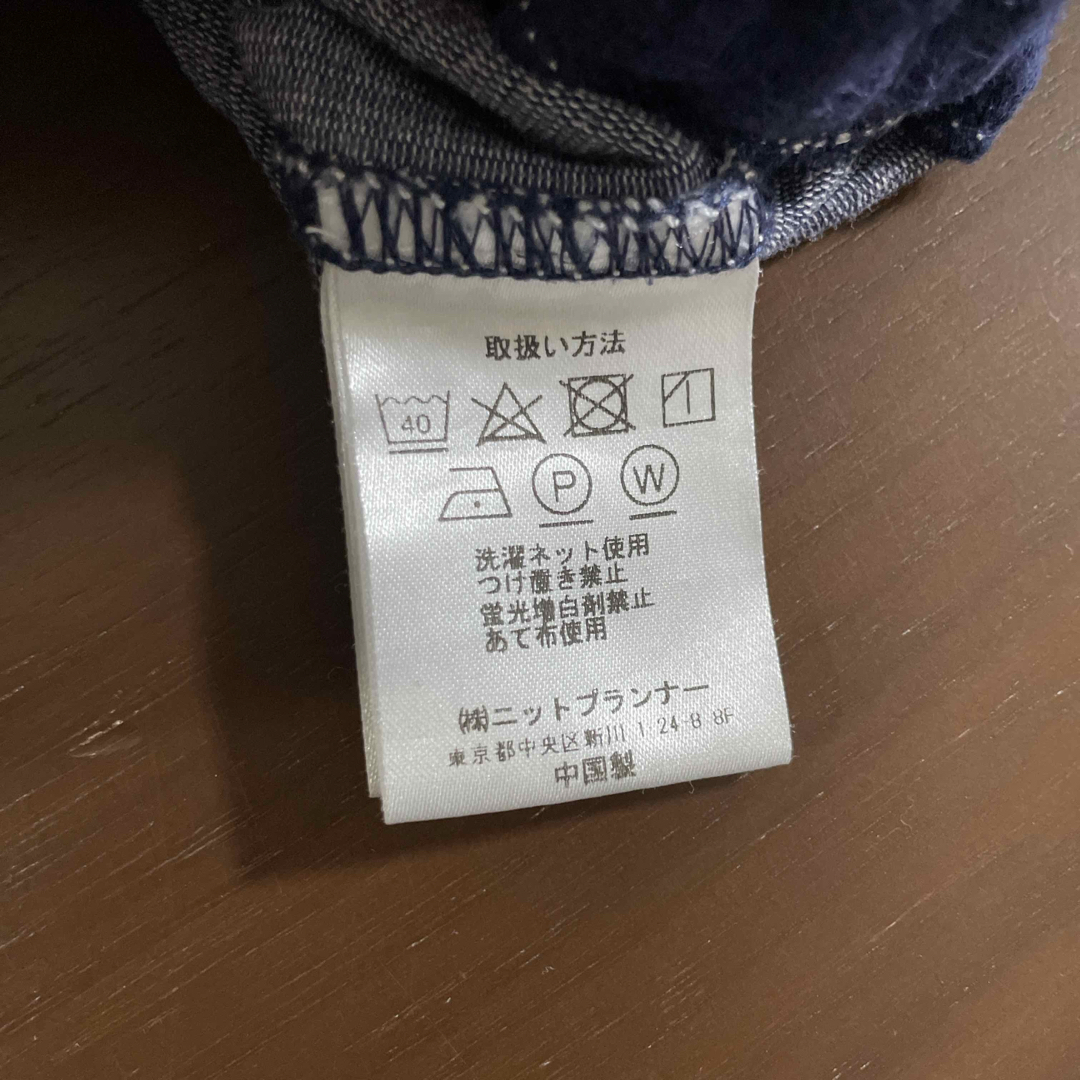 取扱い方法
40
P W
洗濯ネット使用
つけ置き禁止
蛍光増白剤禁止
あて布使用
㈱ニットプランナー
東京都中央区新川 1 24-8 8F
中国製